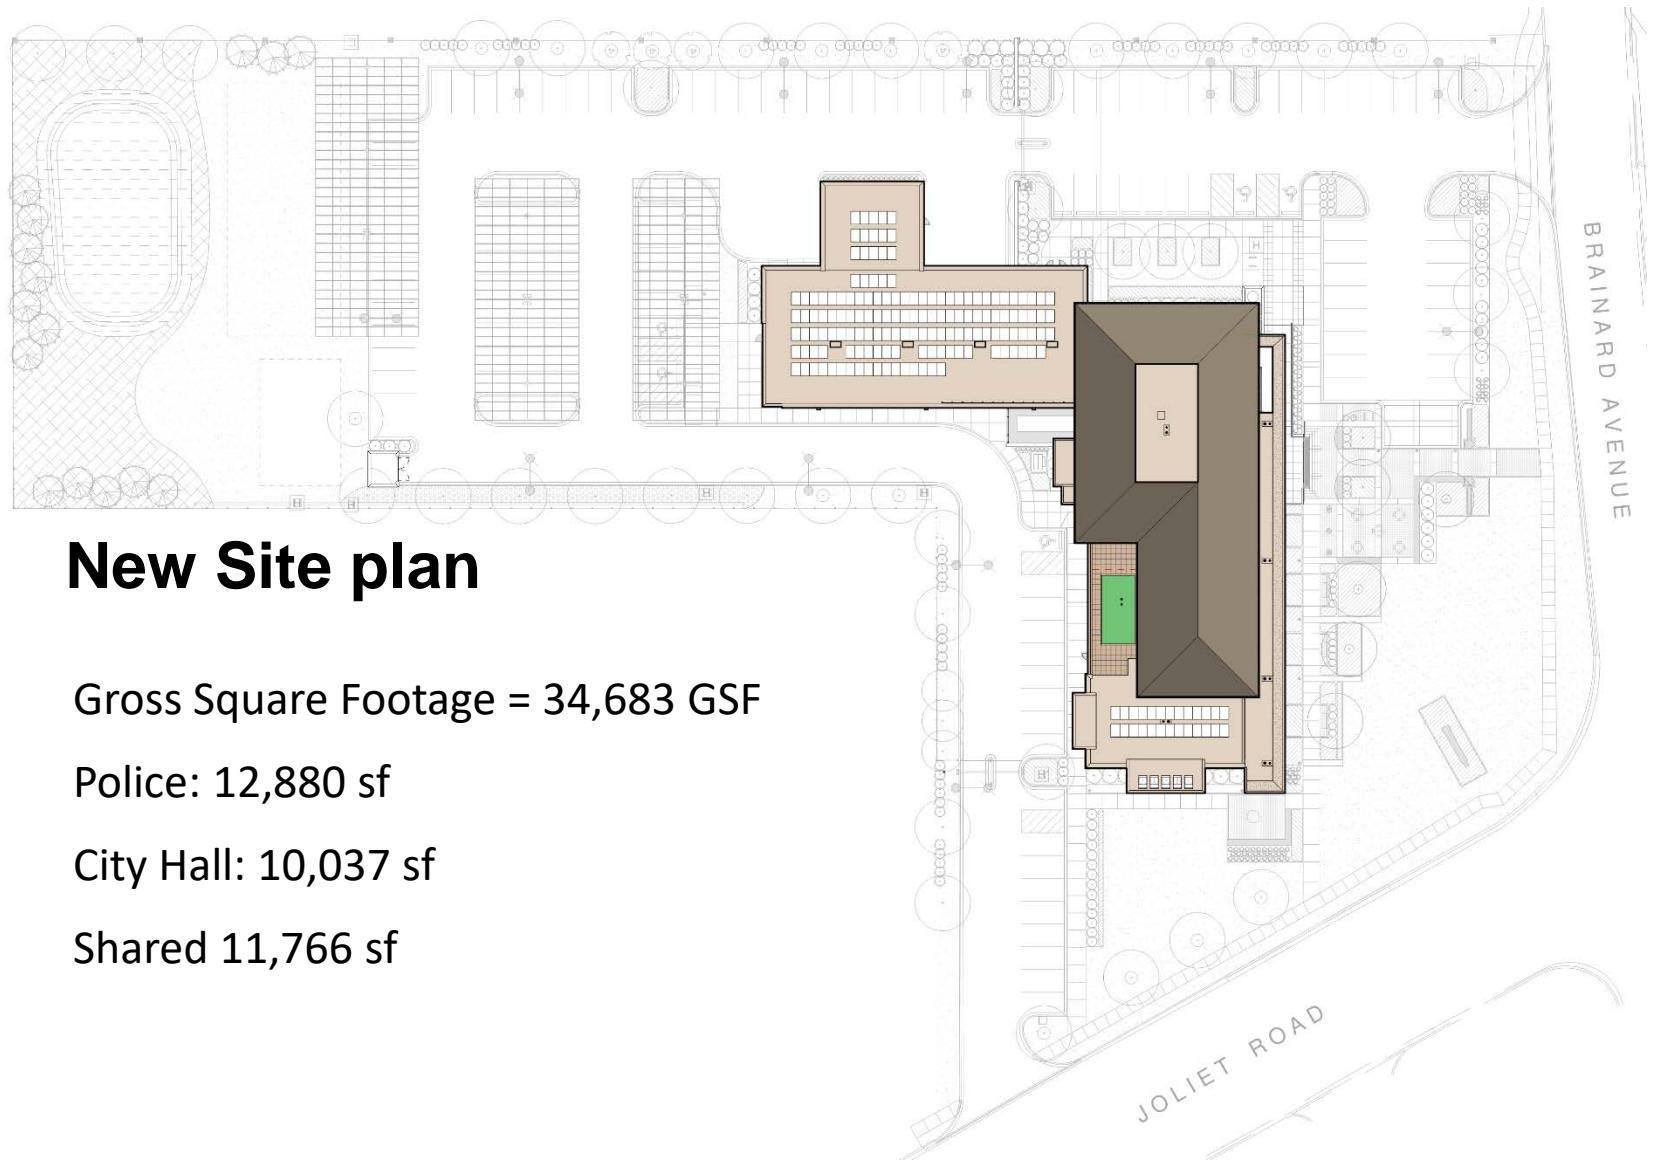 New Site plan
Gross Square Footage = 34,683 GSF
Police: 12,880 sf
City Hall: 10,037 sf
Shared 11,766 sf
BRAINARD AVENUE
JOLIET ROAD